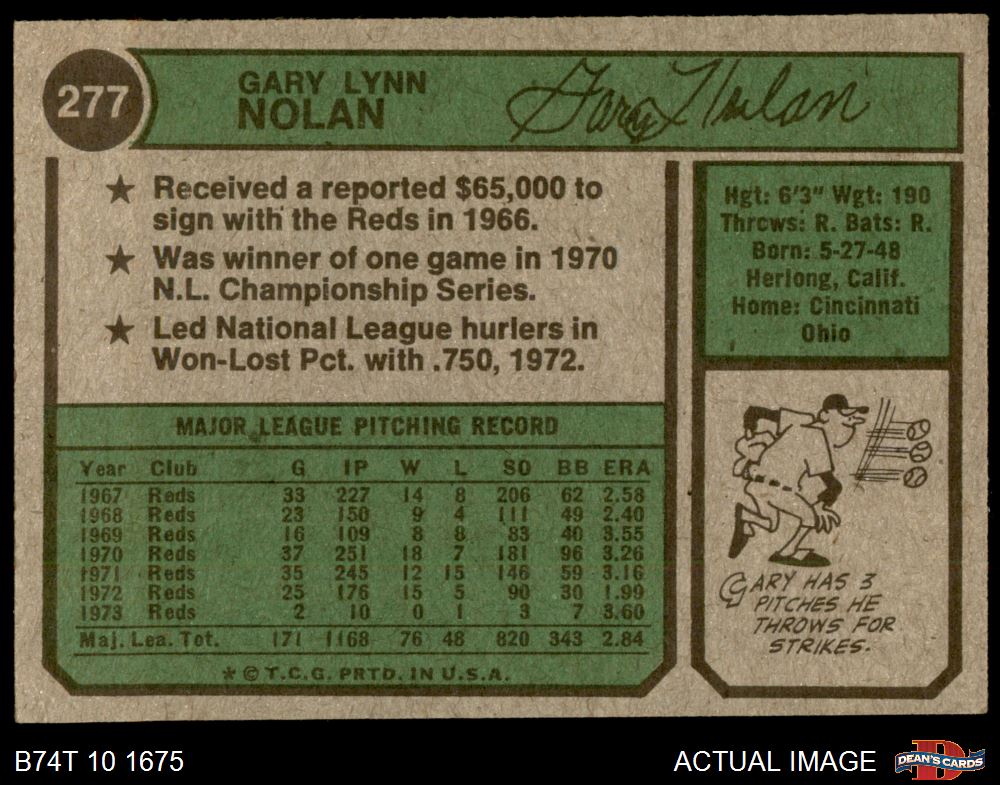 277
GARY LYNN
NOLAN
Gary Nolan
★ Received a reported $65,000 to
sign with the Reds in 1966.
★ Was winner of one game in 1970
N.L. Championship Series.
★ Led National League hurlers in
Won-Lost Pct. with .750, 1972.
Hgt: 6'3" Wgt: 190
Throws: R. Bats: R.
Born: 5-27-48
Herlong, Calif.
Home: Cincinnati
Ohio
MAJOR LEAGUE PITCHING RECORD
Year Club G IP W L SO BB ERA
1967 Reds 33 227 14 8 206 62 2.58
1968 Reds 23 150 9 4 111 49 2.40
1969 Reds 16 109 8 8 83 40 3.55
1970 Reds 37 251 18 7 181 96 3.26
1971 Reds 35 245 12 15 146 59 3.16
1972 Reds 25 176 15 5 90 30 1.99
1973 Reds 2 10 0 1 3 7 3.60
Maj. Lea. Tot. 171 1168 76 48 820 343 2.84
* © T.C.G. PRTD. IN U.S.A.
GARY HAS 3
PITCHES HE
THROWS FOR
STRIKES.
B74T 10 1675
ACTUAL IMAGE
DEAN'S CARDS